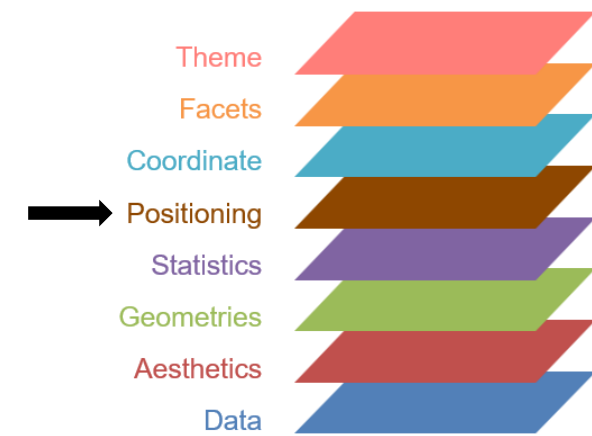 Theme
Facets
Coordinate
Positioning
Statistics
Geometries
Aesthetics
Data